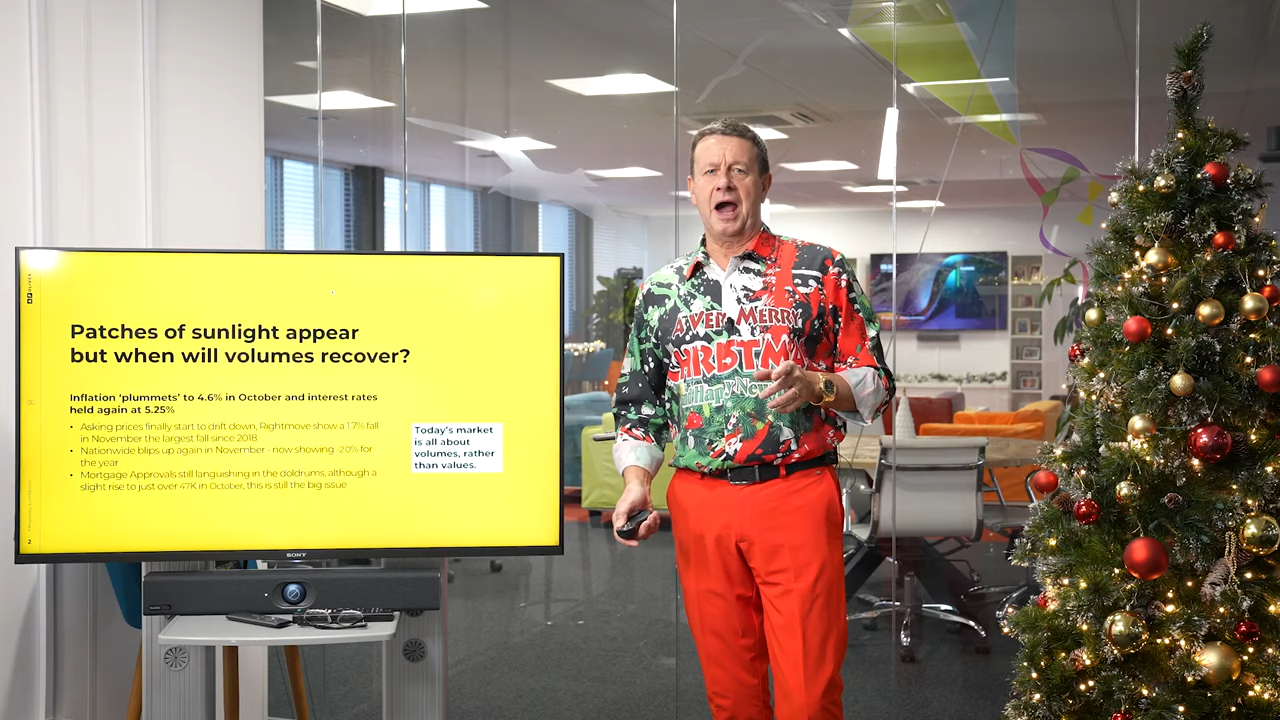 Patches of sunlight appear
but when will volumes recover?
Inflation 'plummets' to 4.6% in October and interest rates
held again at 5.25%
• Asking prices finally start to drift down, Rightmove show a 1.7% fall
in November the largest fall since 2018
• Nationwide blips up again in November - now showing -2.0% for
the year
• Mortgage Approvals still languishing in the doldrums, although a
slight rise to just over 47K in October, this is still the big issue
Today's market
is all about
volumes, rather
than values.
2
SONY
A VERY MERRY
CHRISTMA
Happy New